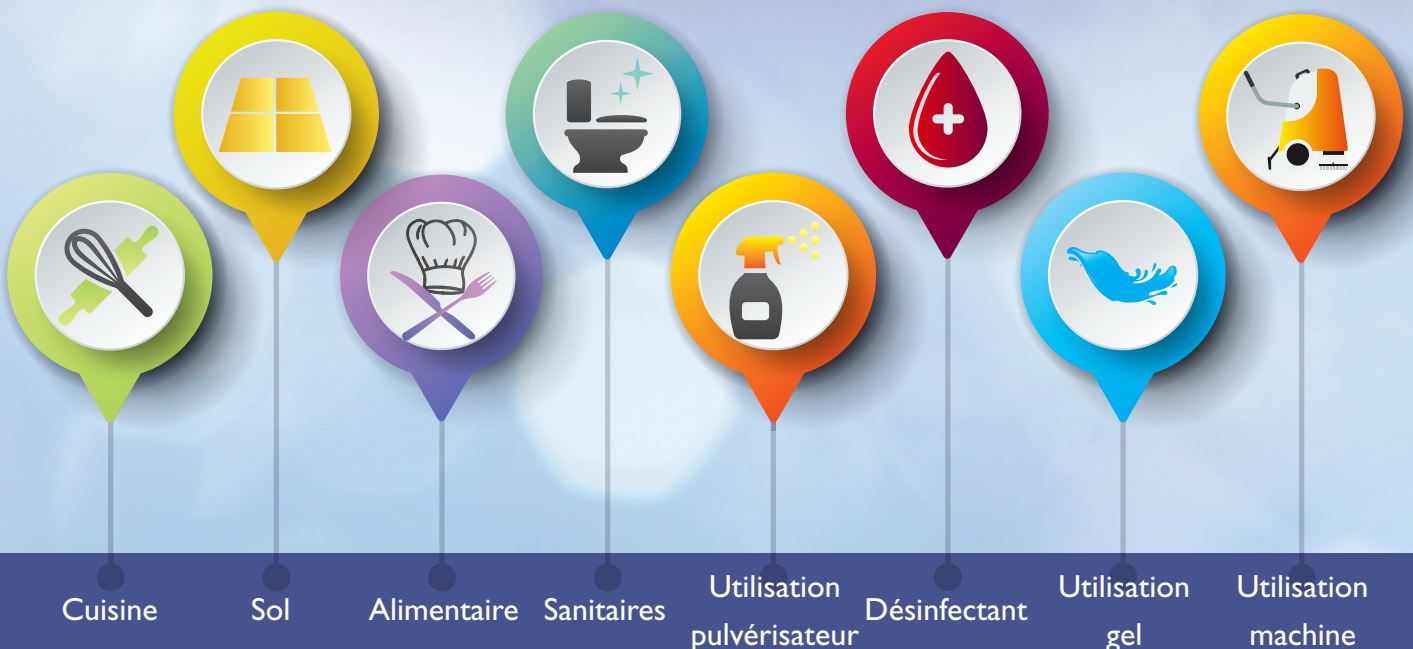 Cuisine
Sol
Alimentaire
Sanitaires
Utilisation
pulvérisateur
Désinfectant
Utilisation
gel
Utilisation
machine